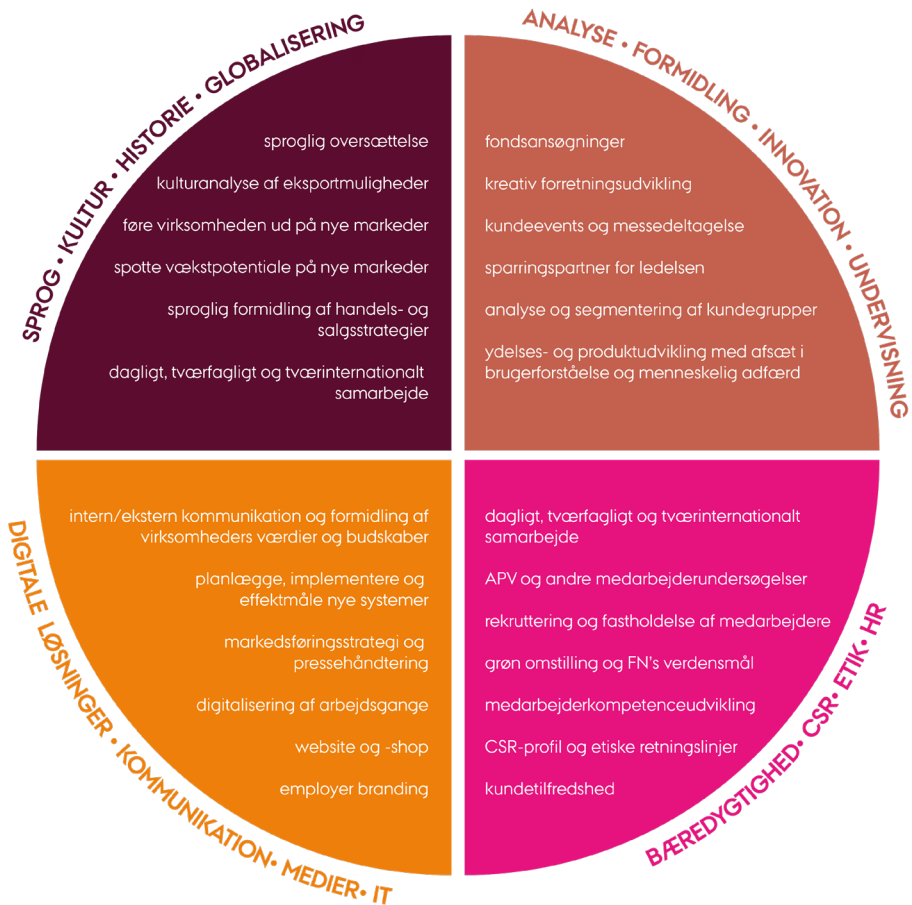 SPROG • KULTUR • HISTORIE • GLOBALISERING
sproglig oversættelse
kulturanalyse af eksportmuligheder
føre virksomheden ud på nye markeder
spotte vækstpotentiale på nye markeder
sproglig formidling af handels- og
salgsstrategier
dagligt, tværfagligt og tværinternationalt
samarbejde
ANALYSE • FORMIDLING • INNOVATION • UNDERVISNING
fondsansøgninger
kreativ forretningsudvikling
kundeevents og messedeltagelse
sparringspartner for ledelsen
analyse og segmentering af kundegrupper
ydelses- og produktudvikling med afsæt i
brugerforståelse og menneskelig adfærd
DIGITALE LØSNINGER • KOMMUNIKATION• MEDIER• IT
intern/ekstern kommunikation og formidling af
virksomheders værdier og budskaber
planlægge, implementere og
effektmåle nye systemer
markedsføringsstrategi og
pressehåndtering
digitalisering af arbejdsgange
website og -shop
employer branding
BÆREDYGTIGHED• CSR• ETIK• HR
dagligt, tværfagligt og tværinternationalt
samarbejde
APV og andre medarbejderundersøgelser
rekruttering og fastholdelse af medarbejdere
grøn omstilling og FN's verdensmål
medarbejderkompetenceudvikling
CSR-profil og etiske retningslinjer
kundetilfredshed